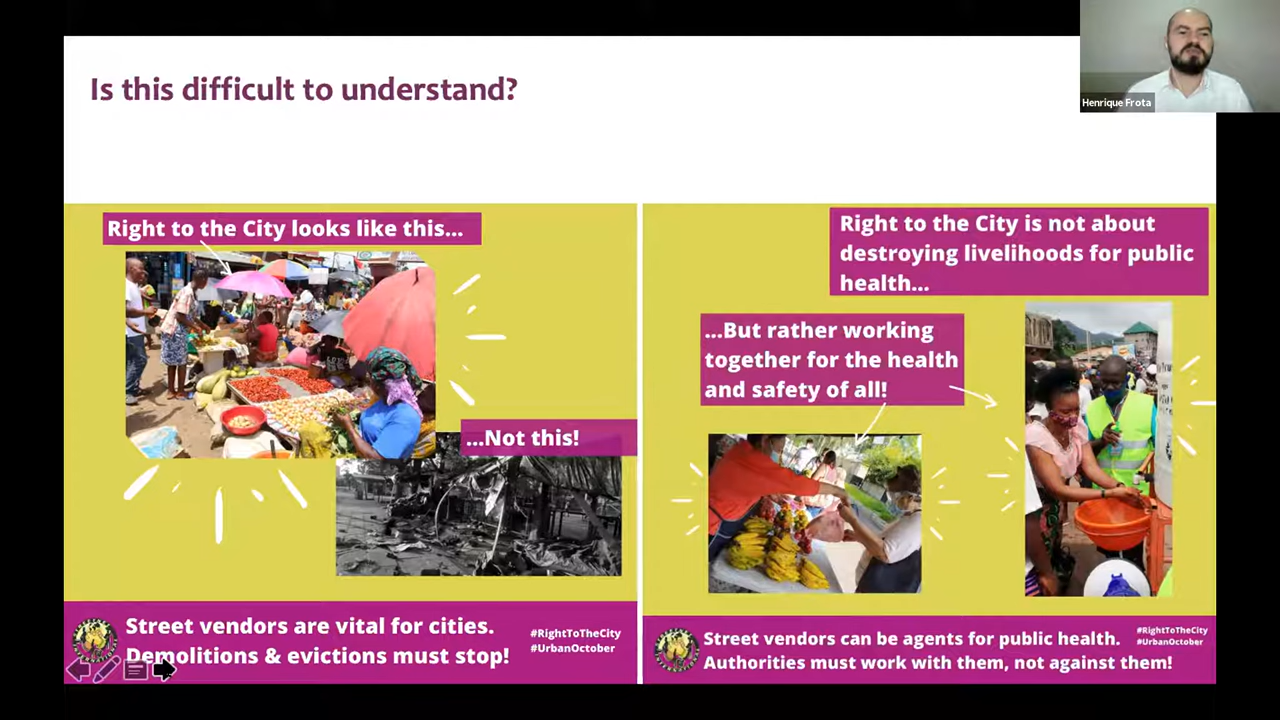 Is this difficult to understand?
Henrique Frota
Right to the City looks like this...
...Not this!
Street vendors are vital for cities.
Demolitions & evictions must stop!
#RightToTheCity
#UrbanOctober
Right to the City is not about
destroying livelihoods for public
health...
...But rather working
together for the health
and safety of all!
Street vendors can be agents for public health.
Authorities must work with them, not against them!
#RightToTheCity
#UrbanOctober